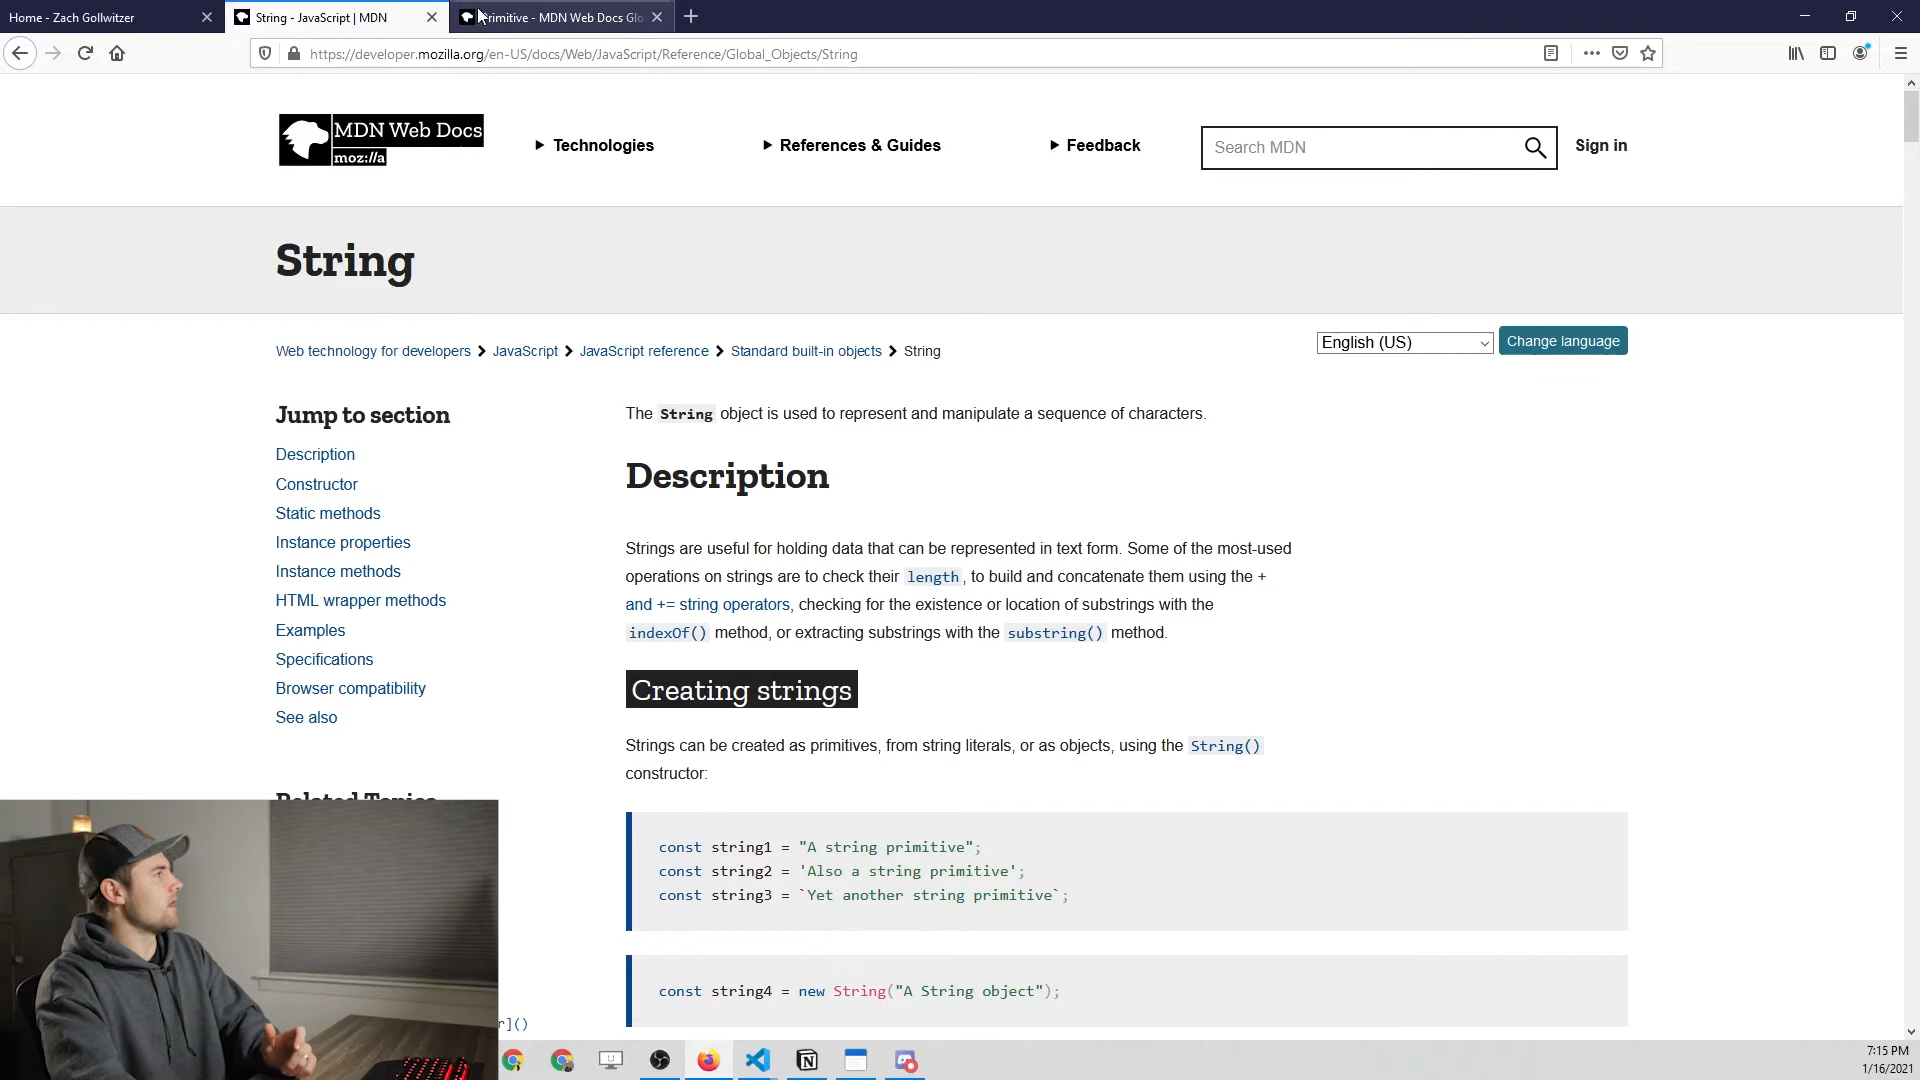 Home - Zach Gollwitzer
String - JavaScript | MDN
Primitive - MDN Web Docs Glo
https://developer.mozilla.org/en-US/docs/Web/JavaScript/Reference/Global_Objects/String
MDN Web Docs
moz://a
Technologies
References & Guides
Feedback
Search MDN
Sign in
String
Web technology for developers > JavaScript > JavaScript reference > Standard built-in objects > String
English (US)
Change language
Jump to section
Description
Constructor
Static methods
Instance properties
Instance methods
HTML wrapper methods
Examples
Specifications
Browser compatibility
See also
Related Topics
r]()
The String object is used to represent and manipulate a sequence of characters.
Description
Strings are useful for holding data that can be represented in text form. Some of the most-used
operations on strings are to check their length, to build and concatenate them using the +
and += string operators, checking for the existence or location of substrings with the
indexOf() method, or extracting substrings with the substring() method.
Creating strings
Strings can be created as primitives, from string literals, or as objects, using the String()
constructor:
const string1 = "A string primitive";
const string2 = 'Also a string primitive';
const string3 = `Yet another string primitive`;
const string4 = new String("A String object");
7:15 PM
1/16/2021